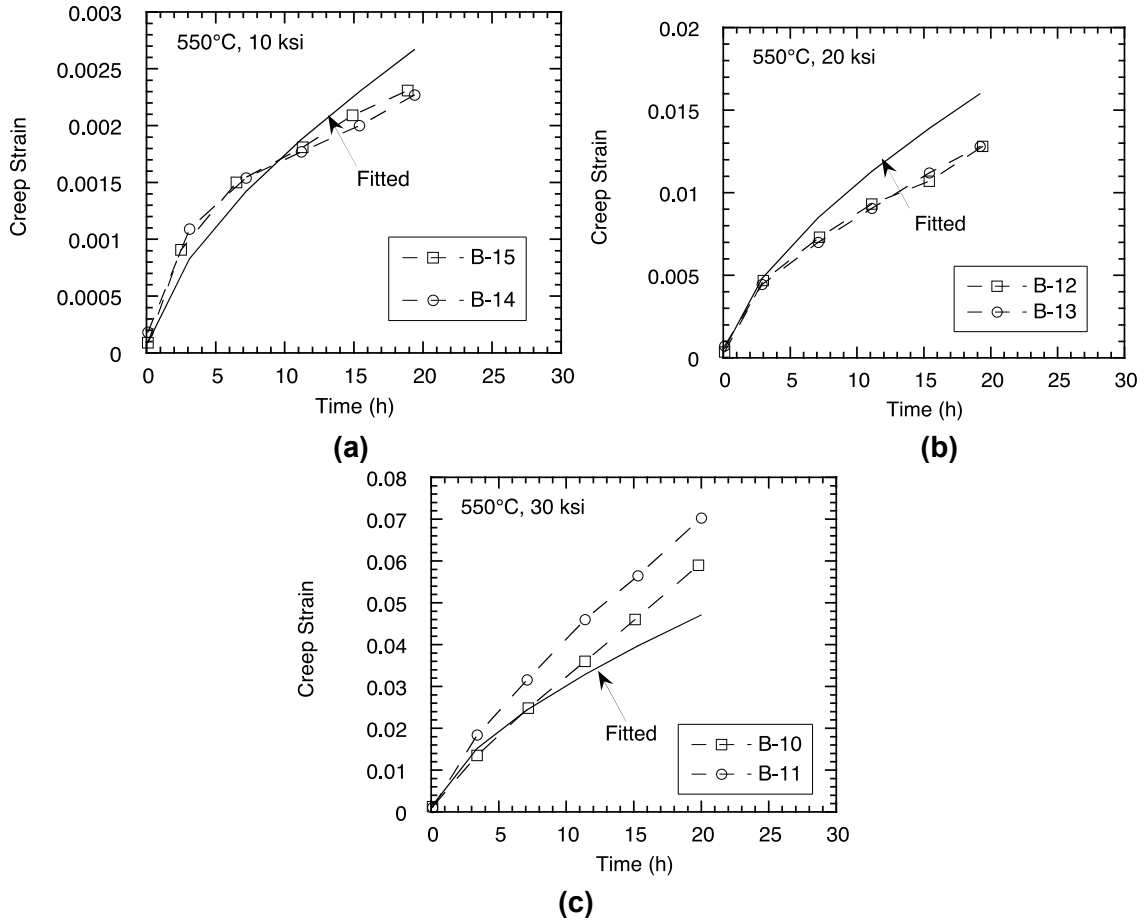 550°C, 10 ksi
Creep Strain
0.003
0.0025
0.002
0.0015
0.001
0.0005
0
Fitted
B-15
B-14
0 5 10 15 20 25 30
Time (h)
(a)
550°C, 20 ksi
Creep Strain
0.02
0.015
0.01
0.005
0
Fitted
B-12
B-13
0 5 10 15 20 25 30
Time (h)
(b)
550°C, 30 ksi
Creep Strain
0.08
0.07
0.06
0.05
0.04
0.03
0.02
0.01
0
Fitted
B-10
B-11
0 5 10 15 20 25 30
Time (h)
(c)